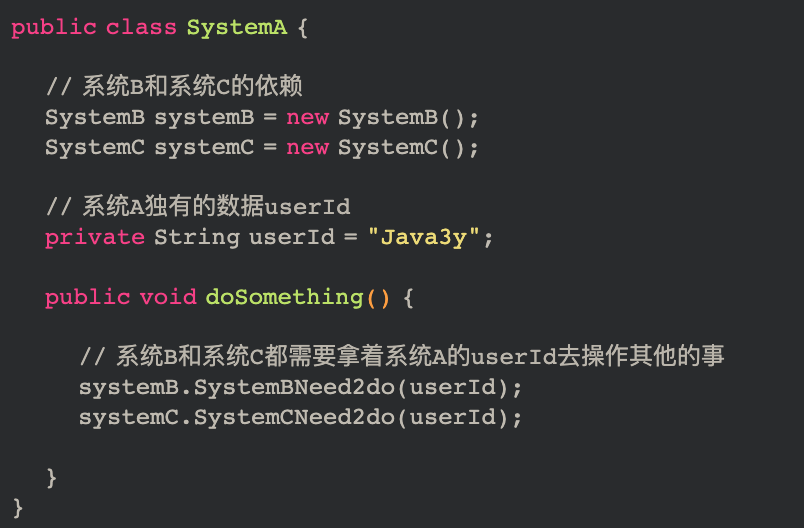 public class SystemA {
// 系统B和系统C的依赖
SystemB systemB = new SystemB();
SystemC systemC = new SystemC();
// 系统A独有的数据userId
private String userId = "Java3y";
public void doSomething() {
// 系统B和系统C都需要拿着系统A的userId去操作其他的事
systemB.SystemBNeed2do(userId);
systemC.SystemCNeed2do(userId);
}
}